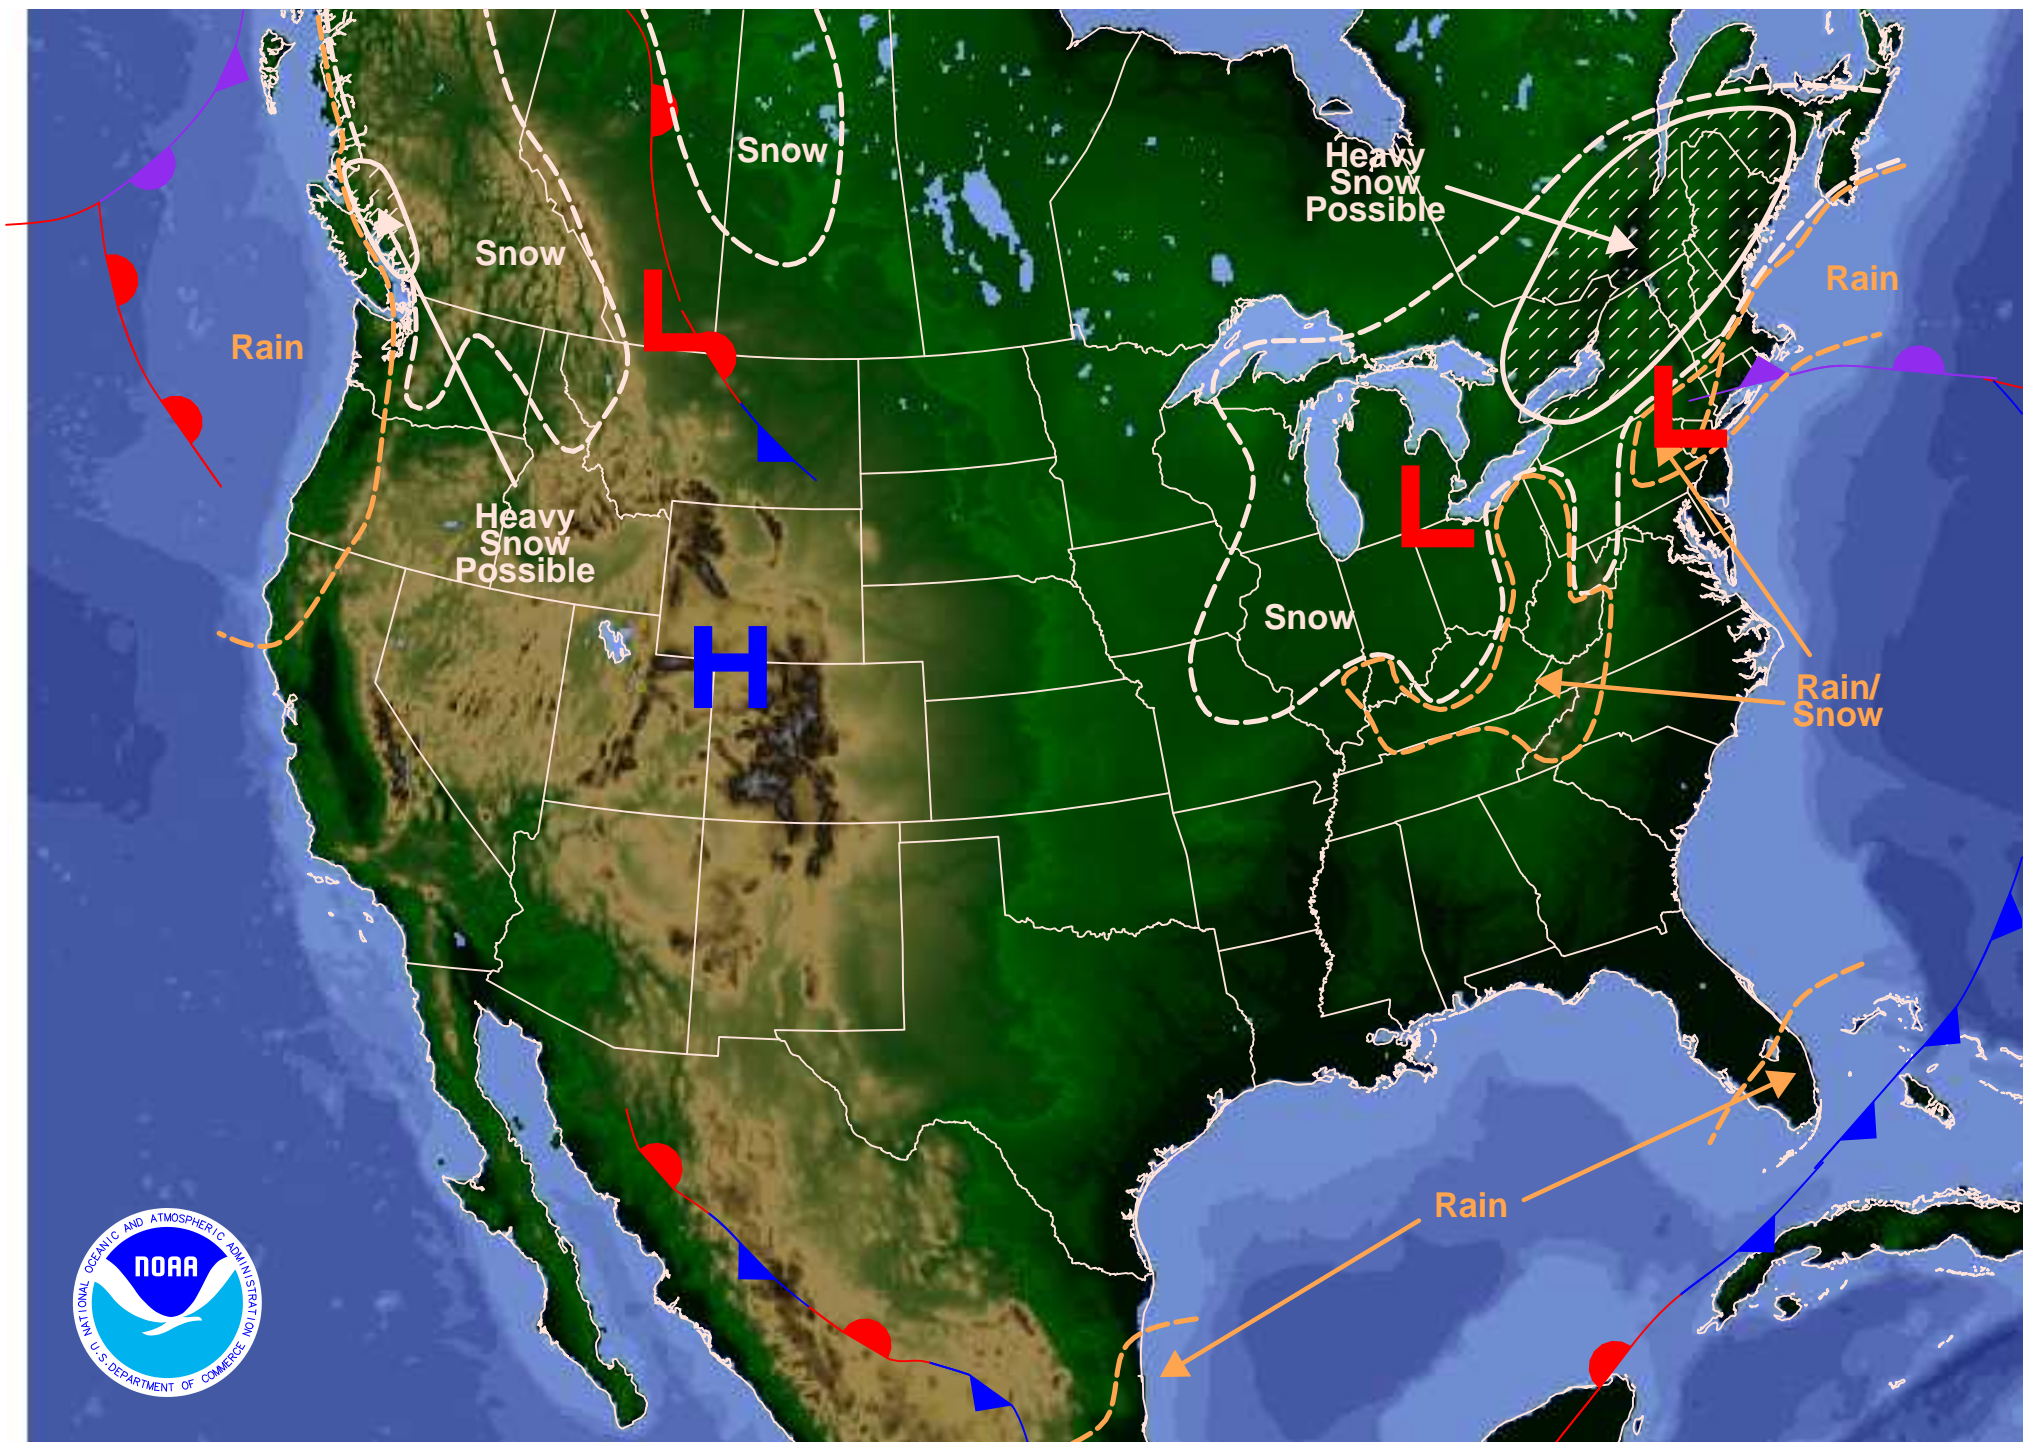 Snow
Heavy
Snow
Possible
Snow
Rain
Rain
L
L
L
Heavy
Snow
Possible
Snow
H
Rain/
Snow
Rain
NATIONAL OCEANIC AND ATMOSPHERIC ADMINISTRATION
NOAA
U.S. DEPARTMENT OF COMMERCE